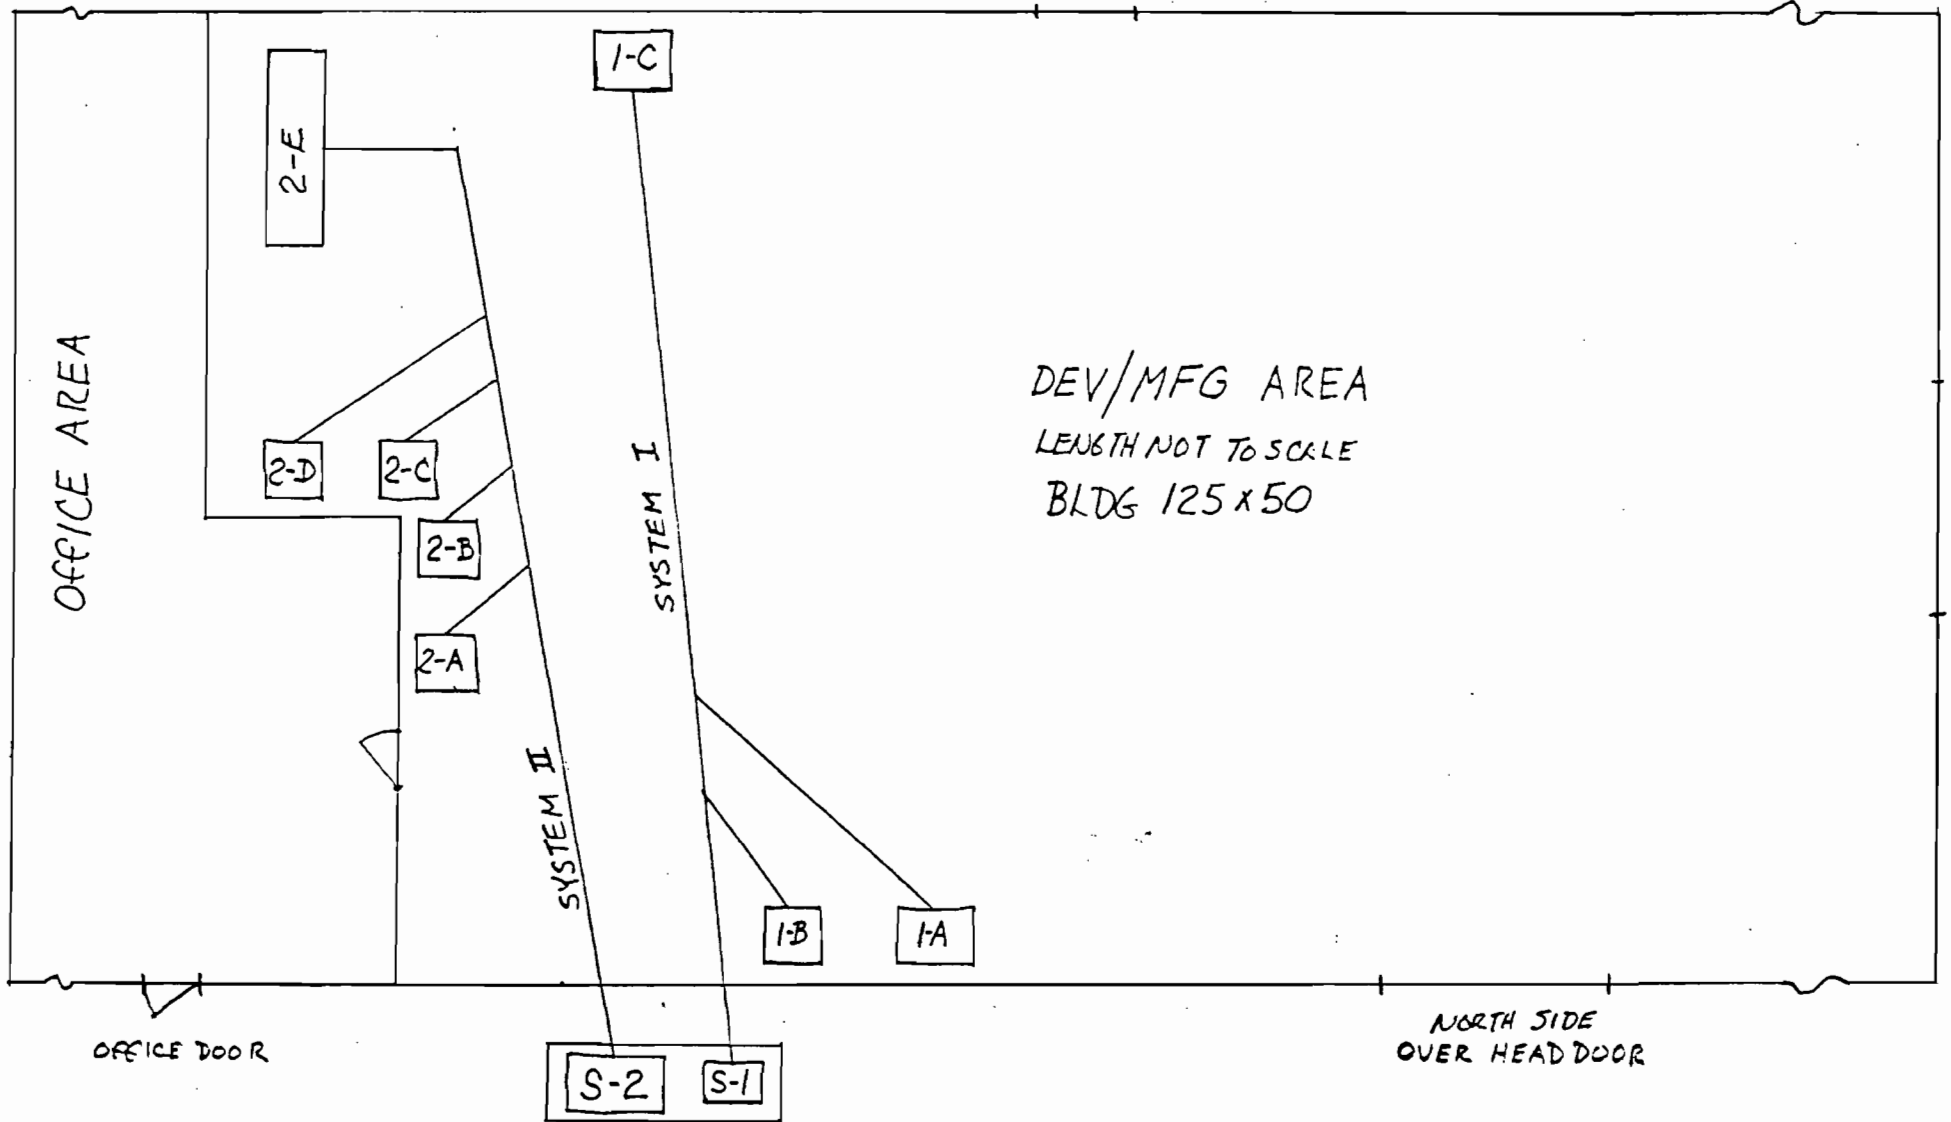 1-C
2-E
OFFICE AREA
DEV/MFG AREA
LENGTH NOT TO SCALE
BLDG 125 x 50
SYSTEM I
2-D
2-C
2-B
2-A
SYSTEM II
1-B
1-A
OFFICE DOOR
NORTH SIDE
OVER HEAD DOOR
S-2
S-1